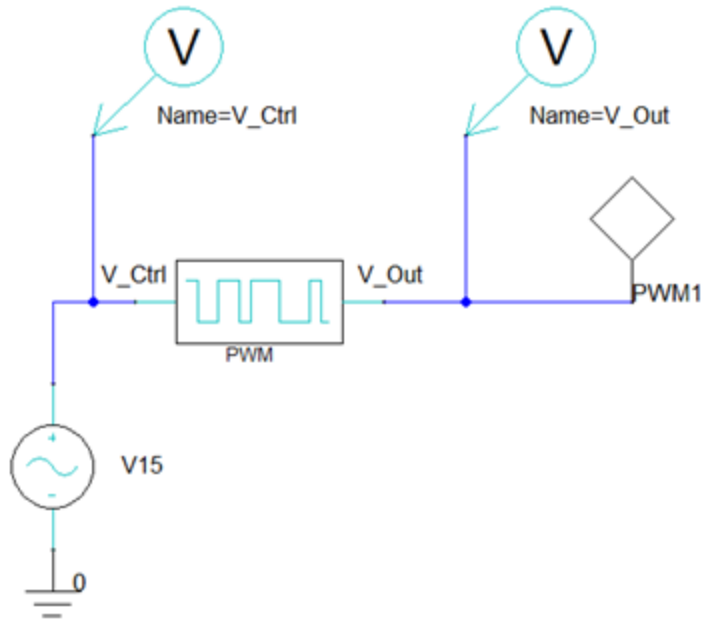 V
V
Name=V_Ctrl
Name=V_Out
V_Ctrl
V_Out
PWM1
PWM
V15
0